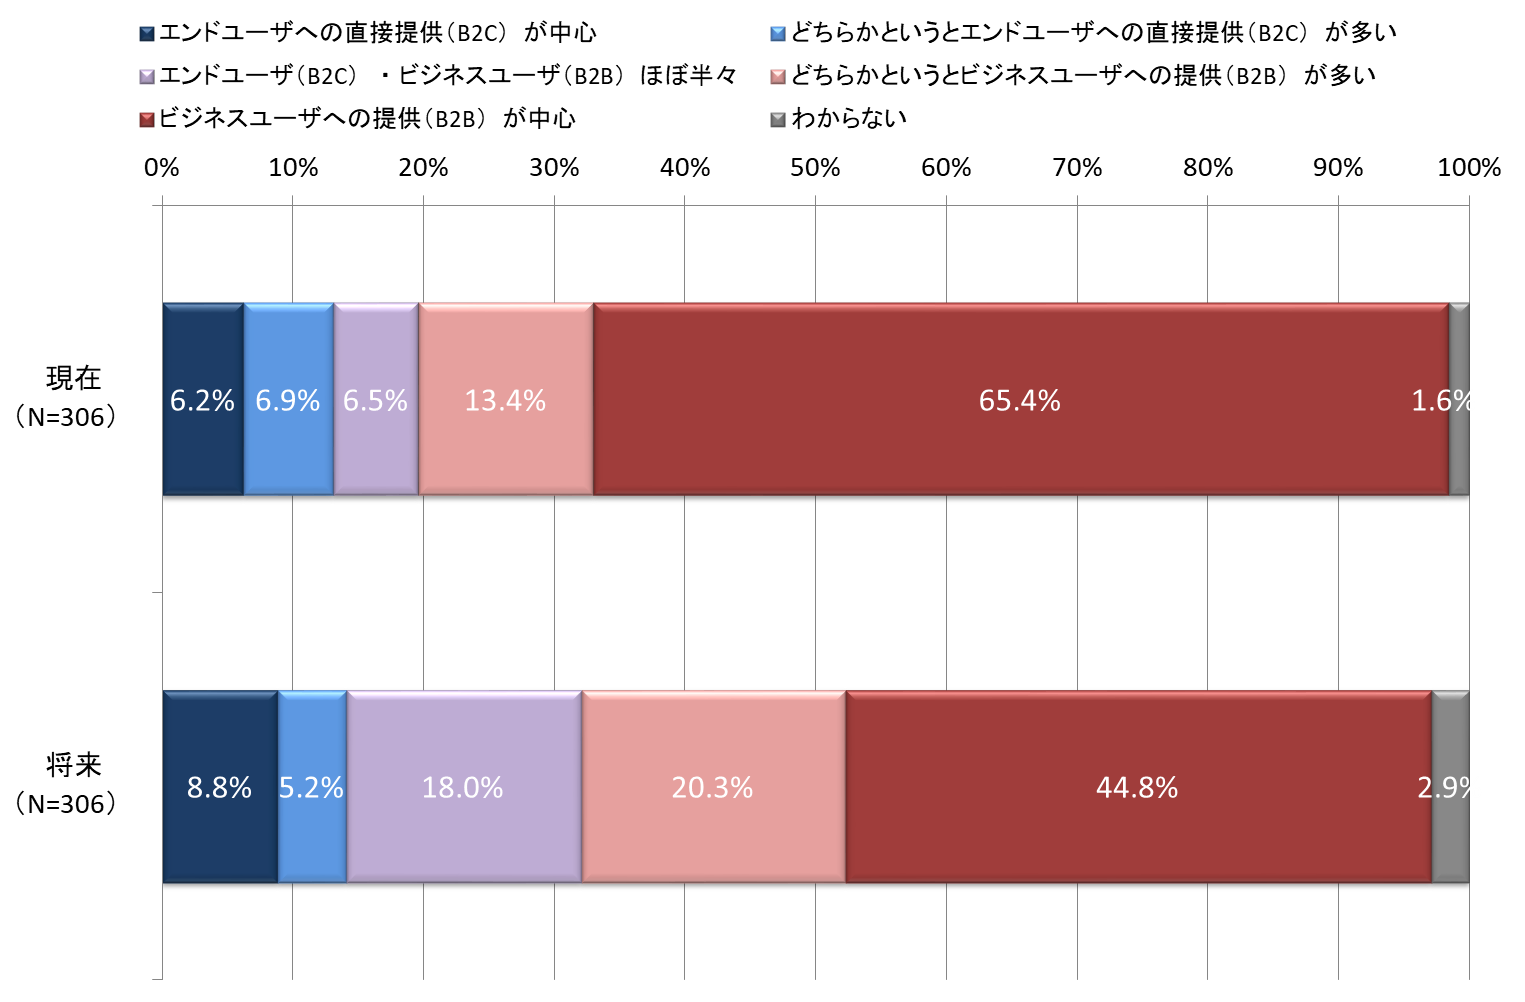 エンドユーザへの直接提供（B2C） が中心
どちらかというとエンドユーザへの直接提供（B2C） が多い
エンドユーザ（B2C） ・ビジネスユーザ（B2B） ほぼ半々
どちらかというとビジネスユーザへの提供（B2B） が多い
ビジネスユーザへの提供（B2B） が中心
わからない
0% 10% 20% 30% 40% 50% 60% 70% 80% 90% 100%
現在
（N=306）
6.2% 6.9% 6.5% 13.4% 65.4% 1.6%
将来
（N=306）
8.8% 5.2% 18.0% 20.3% 44.8% 2.9%